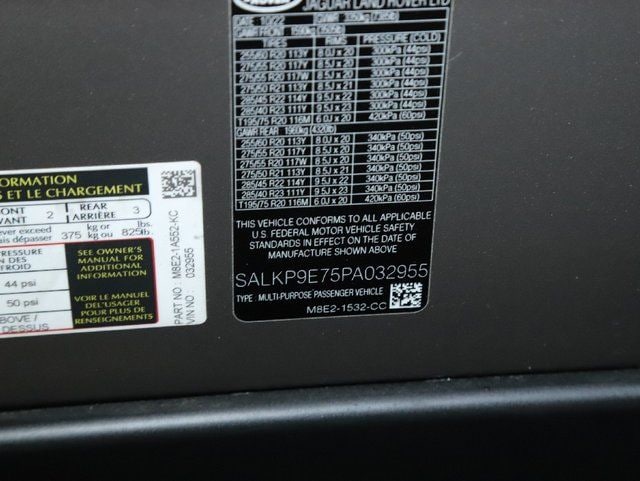 JAGUAR LAND ROVER LTD
DATE 10/22 GVWR
GAWR FRONT
TIRES RIMS PRESSURE (COLD)
255/60 R20 113Y 8.0J x 20 300kPa (44psi)
275/55 R20 117Y 8.5J x 20 300kPa (44psi)
275/55 R20 117W 8.5J x 20 300kPa (44psi)
275/50 R21 113Y 8.5J x 21 300kPa (44psi)
285/45 R22 114Y 9.5J x 22 300kPa (44psi)
285/40 R23 111Y 9.5J x 23 300kPa (44psi)
T195/75 R20 116M 6.0J x 20 420kPa (60psi)
GAWR REAR 1960kg (4320lb)
255/60 R20 113Y 8.0J x 20 340kPa (50psi)
275/55 R20 117Y 8.5J x 20 340kPa (50psi)
275/55 R20 117W 8.5J x 20 340kPa (50psi)
275/50 R21 113Y 8.5J x 21 340kPa (50psi)
285/45 R22 114Y 9.5J x 22 340kPa (50psi)
285/40 R23 111Y 9.5J x 23 340kPa (50psi)
T195/75 R20 116M 6.0J x 20 420kPa (60psi)
THIS VEHICLE CONFORMS TO ALL APPLICABLE
U.S. FEDERAL MOTOR VEHICLE SAFETY
STANDARDS IN EFFECT ON THE DATE OF
MANUFACTURE SHOWN ABOVE.
SALKP9E75PA032955
TYPE : MULTI-PURPOSE PASSENGER VEHICLE
M8E2-1532-CC
ORMATION
S ET LE CHARGEMENT
ONT 2 REAR 3
VANT ARRIÈRE
ever exceed 375 kg or 825 lbs.
ais dépasser kg ou lb.
PRESSURE
ON DES
FROID
44 psi
50 psi
BOVE /
DESSUS
SEE OWNER'S
MANUAL FOR
ADDITIONAL
INFORMATION
VOIR LE MANUEL
DE L'USAGER
POUR PLUS DE
RENSEIGNEMENTS
PART NO : M8E2-1A552-KC
VIN NO : 032955